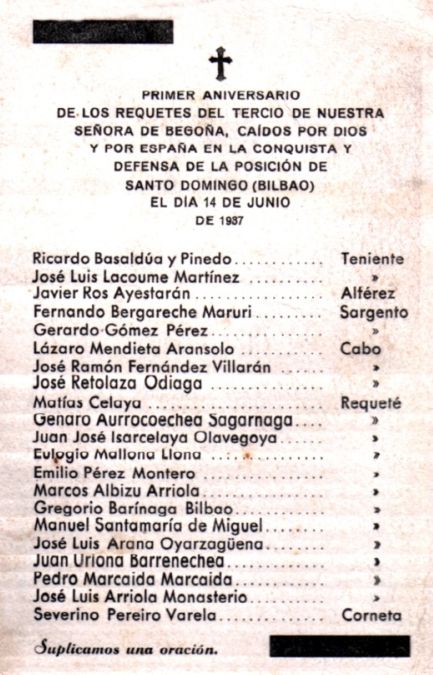 PRIMER ANIVERSARIO
DE LOS REQUETES DEL TERCIO DE NUESTRA
SEÑORA DE BEGOÑA, CAÍDOS POR DIOS
Y POR ESPAÑA EN LA CONQUISTA Y
DEFENSA DE LA POSICIÓN DE
SANTO DOMINGO (BILBAO)
EL DÍA 14 DE JUNIO
DE 1937
Ricardo Basaldúa y Pinedo............ Teniente
José Luis Lacoume Martínez .......... »
Javier Ros Ayestarán ................ Alférez
Fernando Bergareche Maruri.......... Sargento
Gerardo Gómez Pérez............... »
Lázaro Mendieta Aransolo ........... Cabo
José Ramón Fernández Villarán ...... »
José Retolaza Odiaga ............... »
Matías Celaya ...................... Requeté
Genaro Aurrocoechea Sagarnaga.... »
Juan José Isarcelaya Olavegoya..... »
Eulogio Mallona Llona .............. »
Emilio Pérez Montero ............... »
Marcos Albizu Arriola............... »
Gregorio Barínaga Bilbao............ »
Manuel Santamaría de Miguel........ »
José Luis Arana Oyarzagüena........ »
Juan Uriona Barrenechea............ »
Pedro Marcaida Marcaida........... »
José Luis Arriola Monasterio......... »
Severino Pereiro Varela............. Corneta
Suplicamos una oración.